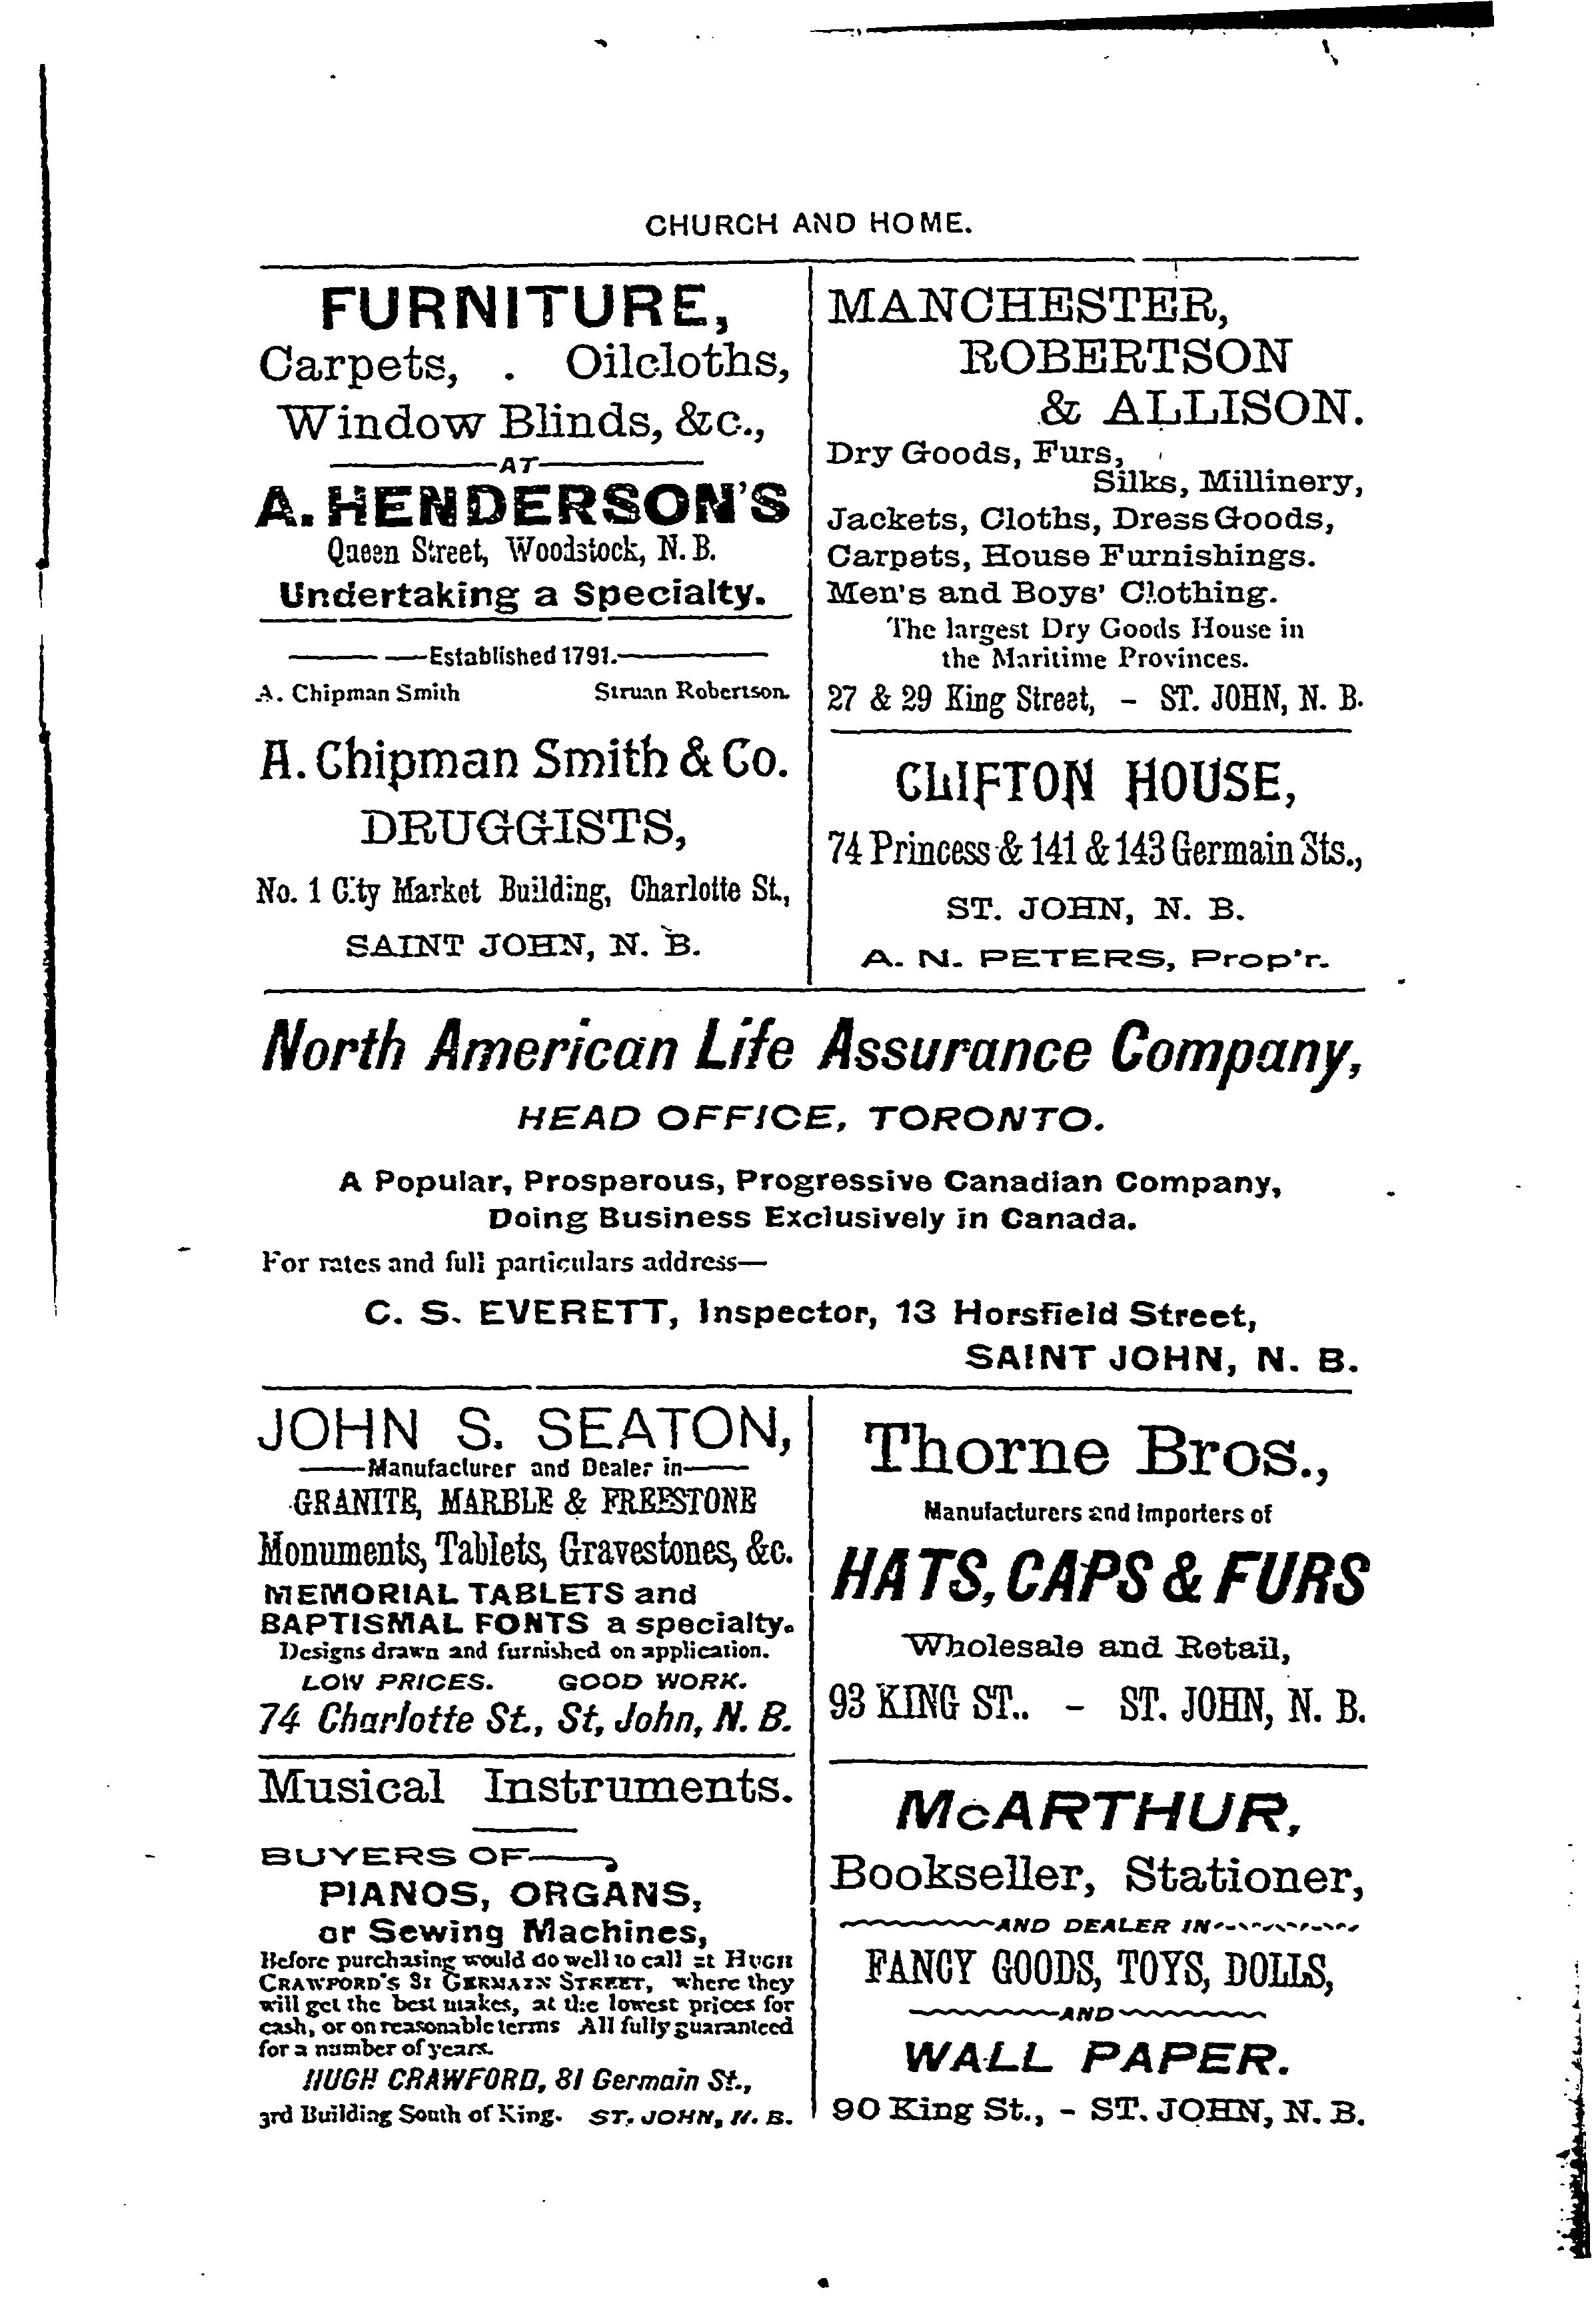 CHURCH AND HOME.
FURNITURE,
Carpets, . Oilcloths,
Window Blinds, &c.,
AT
A. HENDERSON'S
Queen Street, Woodstock, N. B.
Undertaking a Specialty.
Established 1791.
A. Chipman Smith Struan Robertson.
A. Chipman Smith & Co.
DRUGGISTS,
No. 1 City Market Building, Charlotte St.,
SAINT JOHN, N. B.
MANCHESTER,
ROBERTSON
& ALLISON.
Dry Goods, Furs,
Silks, Millinery,
Jackets, Cloths, Dress Goods,
Carpets, House Furnishings.
Men's and Boys' Clothing.
The largest Dry Goods House in
the Maritime Provinces.
27 & 29 King Street, - ST. JOHN, N. B.
CLIFTON HOUSE,
74 Princess & 141 & 143 Germain Sts.,
ST. JOHN, N. B.
A. N. PETERS, Prop'r.
North American Life Assurance Company,
HEAD OFFICE, TORONTO.
A Popular, Prosperous, Progressive Canadian Company,
Doing Business Exclusively in Canada.
For rates and full particulars address—
C. S. EVERETT, Inspector, 13 Horsfield Street,
SAINT JOHN, N. B.
JOHN S. SEATON,
Manufacturer and Dealer in
GRANITE, MARBLE & FREESTONE
Monuments, Tablets, Gravestones, &c.
MEMORIAL TABLETS and
BAPTISMAL FONTS a specialty.
Designs drawn and furnished on application.
LOW PRICES. GOOD WORK.
74 Charlotte St., St, John, N. B.
Musical Instruments.
BUYERS OF
PIANOS, ORGANS,
or Sewing Machines,
Before purchasing would do well to call at HUGH
CRAWFORD'S 81 GERMAIN STREET, where they
will get the best makes, at the lowest prices for
cash, or on reasonable terms All fully guaranteed
for a number of years.
HUGH CRAWFORD, 81 Germain St.,
3rd Building South of King. ST. JOHN, N. B.
Thorne Bros.,
Manufacturers and Importers of
HATS, CAPS & FURS
Wholesale and Retail,
93 KING ST.. - ST. JOHN, N. B.
McARTHUR,
Bookseller, Stationer,
AND DEALER IN
FANCY GOODS, TOYS, DOLLS,
AND
WALL PAPER.
90 King St., - ST. JOHN, N. B.